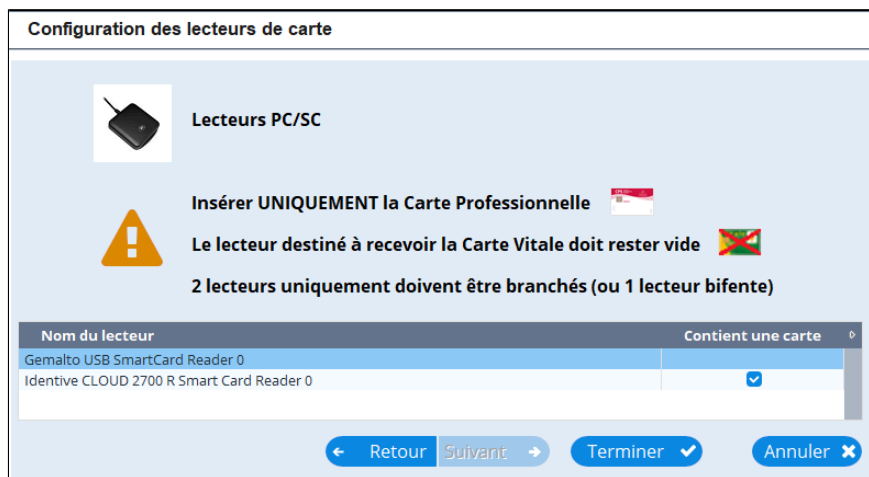 Configuration des lecteurs de carte
Lecteurs PC/SC
Insérer UNIQUEMENT la Carte Professionnelle
Le lecteur destiné à recevoir la Carte Vitale doit rester vide
2 lecteurs uniquement doivent être branchés (ou 1 lecteur bifente)
Nom du lecteur Contient une carte
Gemalto USB SmartCard Reader 0
Identive CLOUD 2700 R Smart Card Reader 0
Retour Suivant Terminer Annuler